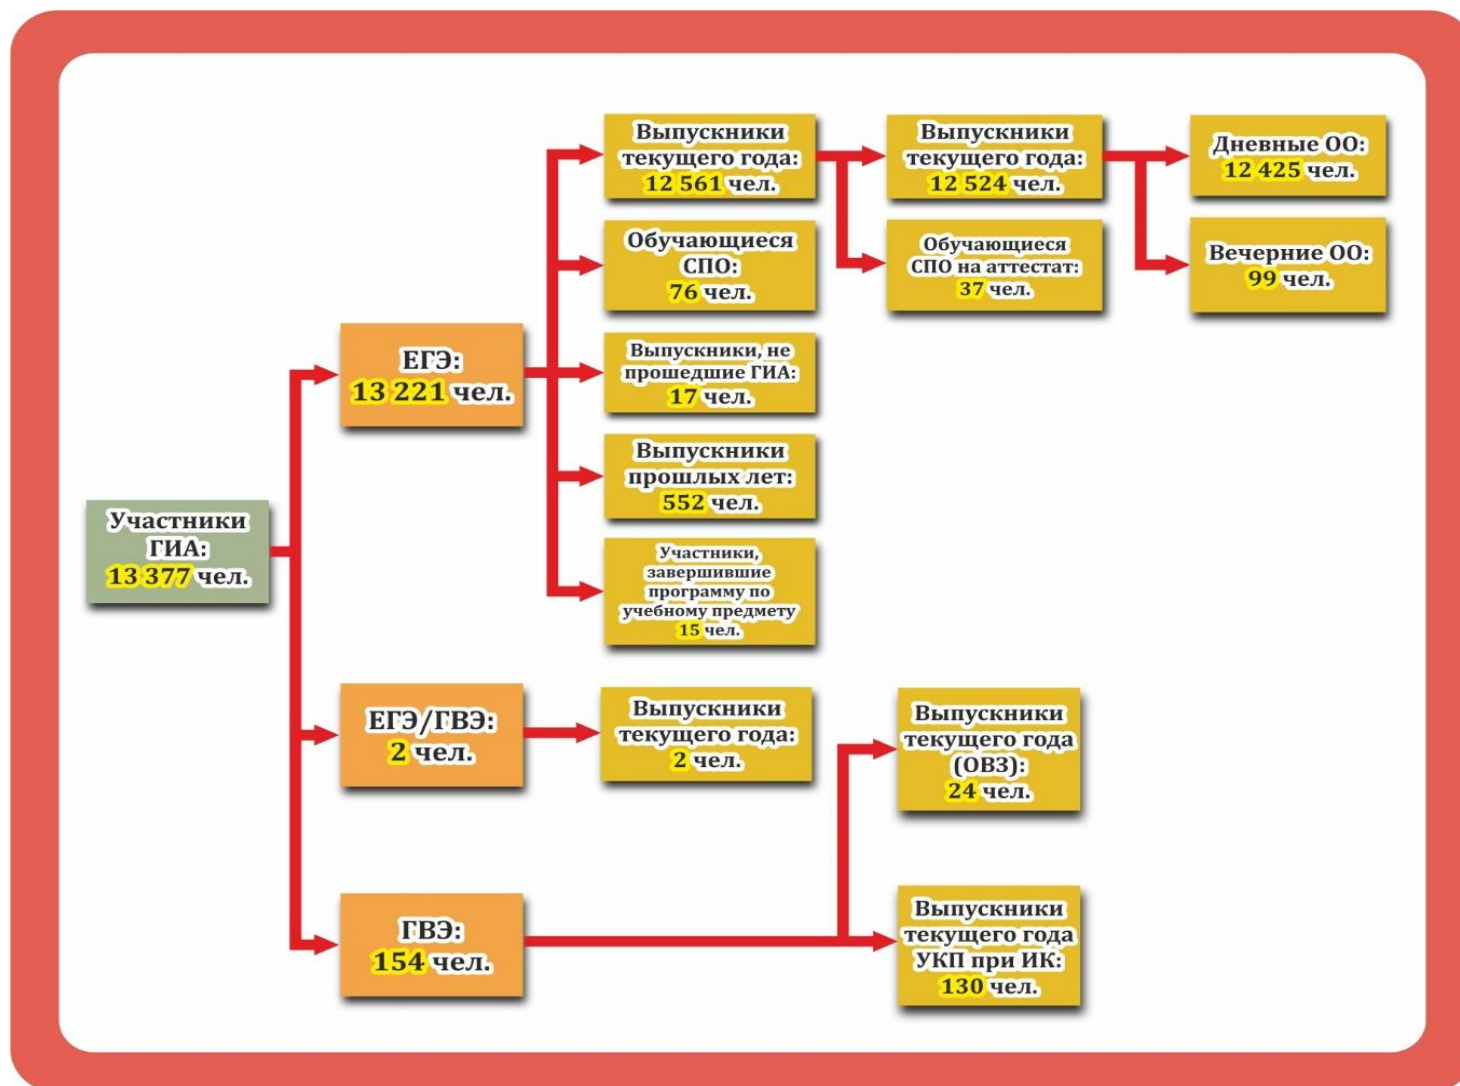 Участники
ГИА:
13 377 чел.
ЕГЭ:
13 221 чел.
Выпускники
текущего года:
12 561 чел.
Выпускники
текущего года:
12 524 чел.
Дневные ОО:
12 425 чел.
Вечерние ОО:
99 чел.
Обучающиеся
СПО на аттестат:
37 чел.
Обучающиеся
СПО:
76 чел.
Выпускники, не
прошедшие ГИА:
17 чел.
Выпускники
прошлых лет:
552 чел.
Участники,
завершившие
программу по
учебному предмету
15 чел.
ЕГЭ/ГВЭ:
2 чел.
Выпускники
текущего года:
2 чел.
ГВЭ:
154 чел.
Выпускники
текущего года
(ОВЗ):
24 чел.
Выпускники
текущего года
УКП при ИК:
130 чел.